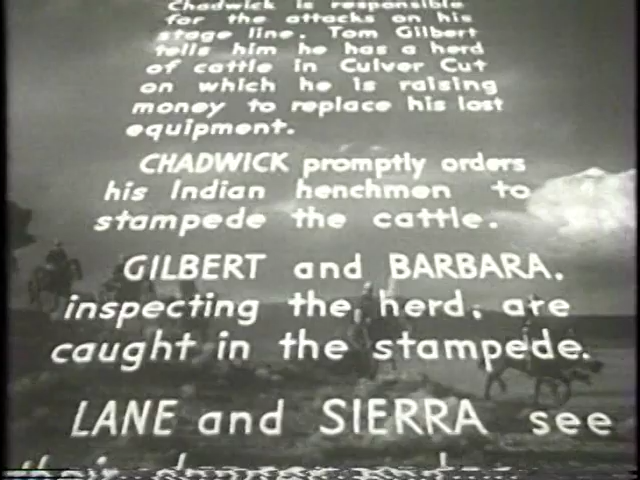 Chadwick is responsible
for the attacks on his
stage line. Tom Gilbert
tells him he has a herd
of cattle in Culver Cut
on which he is raising
money to replace his lost
equipment.
CHADWICK promptly orders
his Indian henchmen to
stampede the cattle.
GILBERT and BARBARA,
inspecting the herd, are
caught in the stampede.
LANE and SIERRA see
their danger and